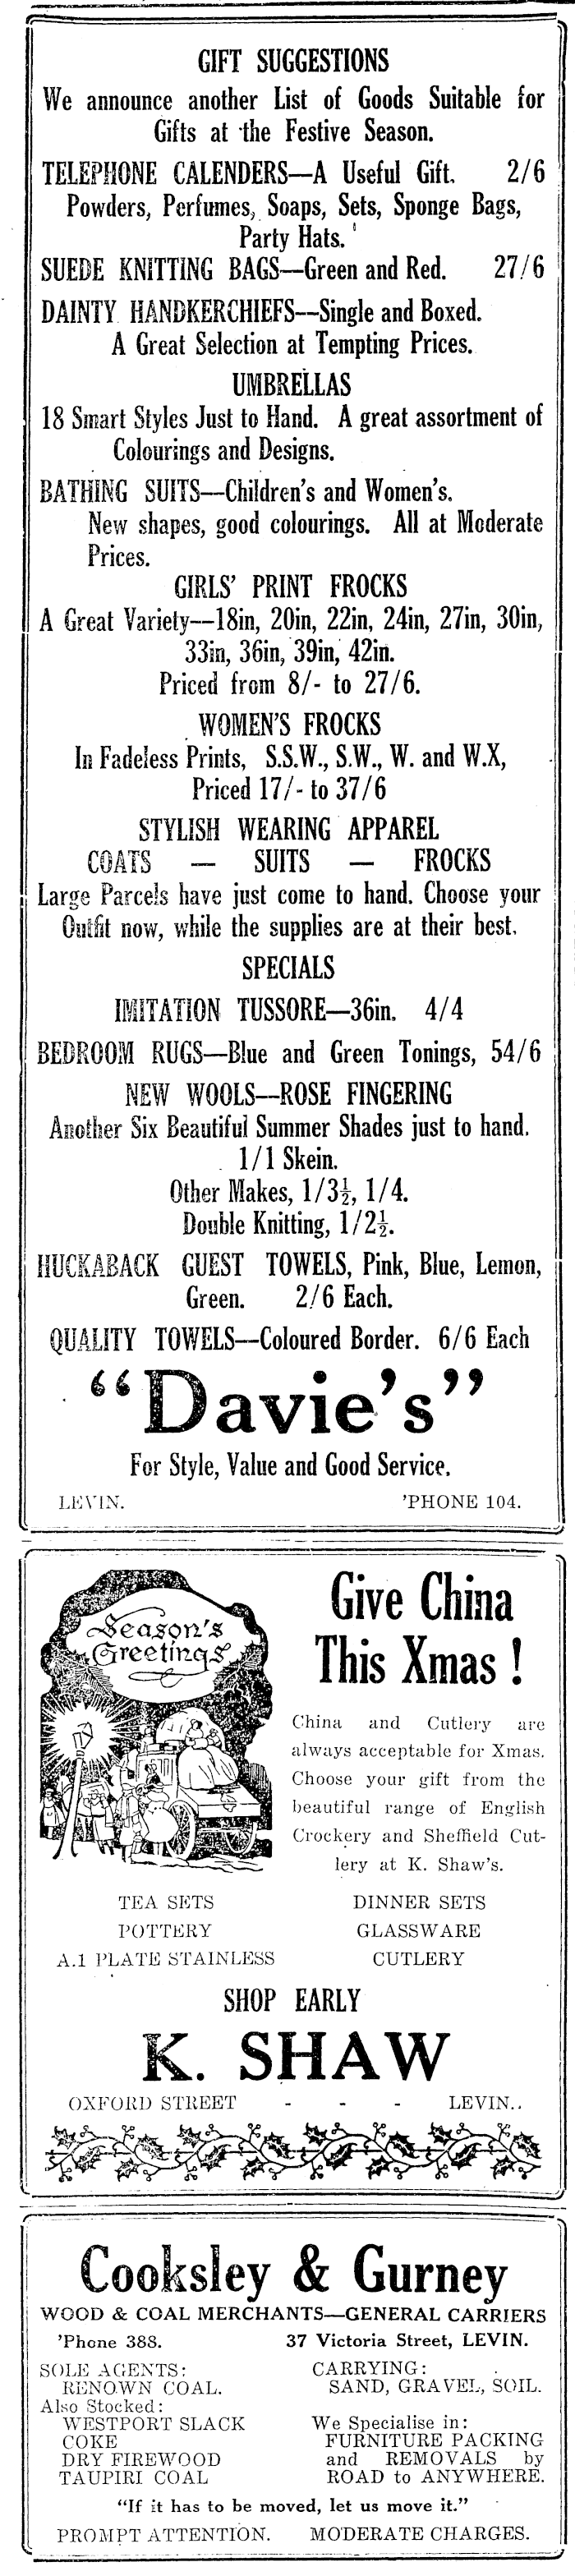 GIFT SUGGESTIONS
We announce another List of Goods Suitable for
Gifts at the Festive Season.
TELEPHONE CALENDERS—A Useful Gift. 2/6
Powders, Perfumes, Soaps, Sets, Sponge Bags,
Party Hats.
SUEDE KNITTING BAGS—Green and Red. 27/6
DAINTY HANDKERCHIEFS—Single and Boxed.
A Great Selection at Tempting Prices.
UMBRELLAS
18 Smart Styles Just to Hand. A great assortment of
Colourings and Designs.
BATHING SUITS—Children's and Women's.
New shapes, good colourings. All at Moderate
Prices.
GIRLS' PRINT FROCKS
A Great Variety—18in, 20in, 22in, 24in, 27in, 30in,
33in, 36in, 39in, 42in.
Priced from 8/- to 27/6.
WOMEN'S FROCKS
In Fadeless Prints, S.S.W., S.W., W. and W.X,
Priced 17/- to 37/6
STYLISH WEARING APPAREL
COATS — SUITS — FROCKS
Large Parcels have just come to hand. Choose your
Outfit now, while the supplies are at their best.
SPECIALS
IMITATION TUSSORE—36in. 4/4
BEDROOM RUGS—Blue and Green Tonings, 54/6
NEW WOOLS—ROSE FINGERING
Another Six Beautiful Summer Shades just to hand.
1/1 Skein.
Other Makes, 1/3½, 1/4.
Double Knitting, 1/2½.
HUCKABACK GUEST TOWELS, Pink, Blue, Lemon,
Green. 2/6 Each.
QUALITY TOWELS—Coloured Border. 6/6 Each
"Davie's"
For Style, Value and Good Service.
LEVIN. 'PHONE 104.
Season's
Greetings
Give China
This Xmas !
China and Cutlery are
always acceptable for Xmas.
Choose your gift from the
beautiful range of English
Crockery and Sheffield Cut-
lery at K. Shaw's.
TEA SETS DINNER SETS
POTTERY GLASSWARE
A.1 PLATE STAINLESS CUTLERY
SHOP EARLY
K. SHAW
OXFORD STREET - - - LEVIN..
Cooksley & Gurney
WOOD & COAL MERCHANTS—GENERAL CARRIERS
'Phone 388. 37 Victoria Street, LEVIN.
SOLE AGENTS:
RENOWN COAL.
Also Stocked:
WESTPORT SLACK
COKE
DRY FIREWOOD
TAUPIRI COAL
CARRYING:
SAND, GRAVEL, SOIL.
We Specialise in:
FURNITURE PACKING
and REMOVALS by
ROAD to ANYWHERE.
"If it has to be moved, let us move it."
PROMPT ATTENTION. MODERATE CHARGES.